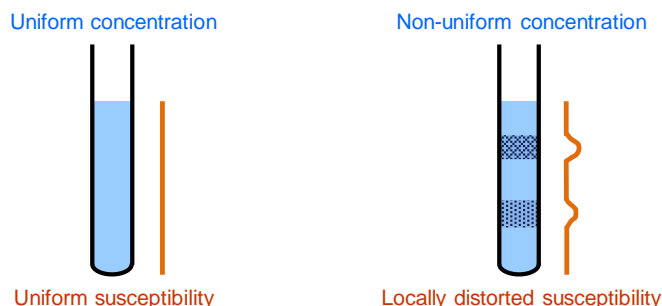 Uniform concentration
Non-uniform concentration
Uniform susceptibility
Locally distorted susceptibility